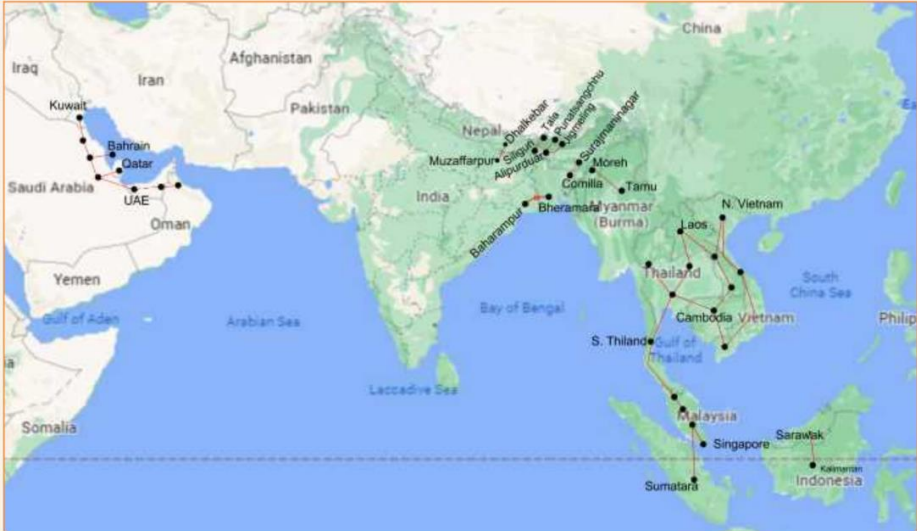 China
Iraq
Iran
Afghanistan
Pakistan
Kuwait
Bahrain
Qatar
Saudi Arabia
UAE
Oman
Yemen
Gulf of Aden
Somalia
Nepal
Dhalkebar
Muzaffarpur
Siliguri
Tala
Punatsangchhu
Jigmeling
Alipurduar
Surajmaninagar
Moreh
Comilla
Tamu
India
Baharampur
Bheramara
Myanmar
(Burma)
N. Vietnam
Laos
Thailand
South
China Sea
Bay of Bengal
Arabian Sea
Cambodia
Vietnam
Philip
S. Thiland
Gulf of
Thailand
Laccadive Sea
Malaysia
Singapore
Sarawak
Kalimantan
Indonesia
Sumatara